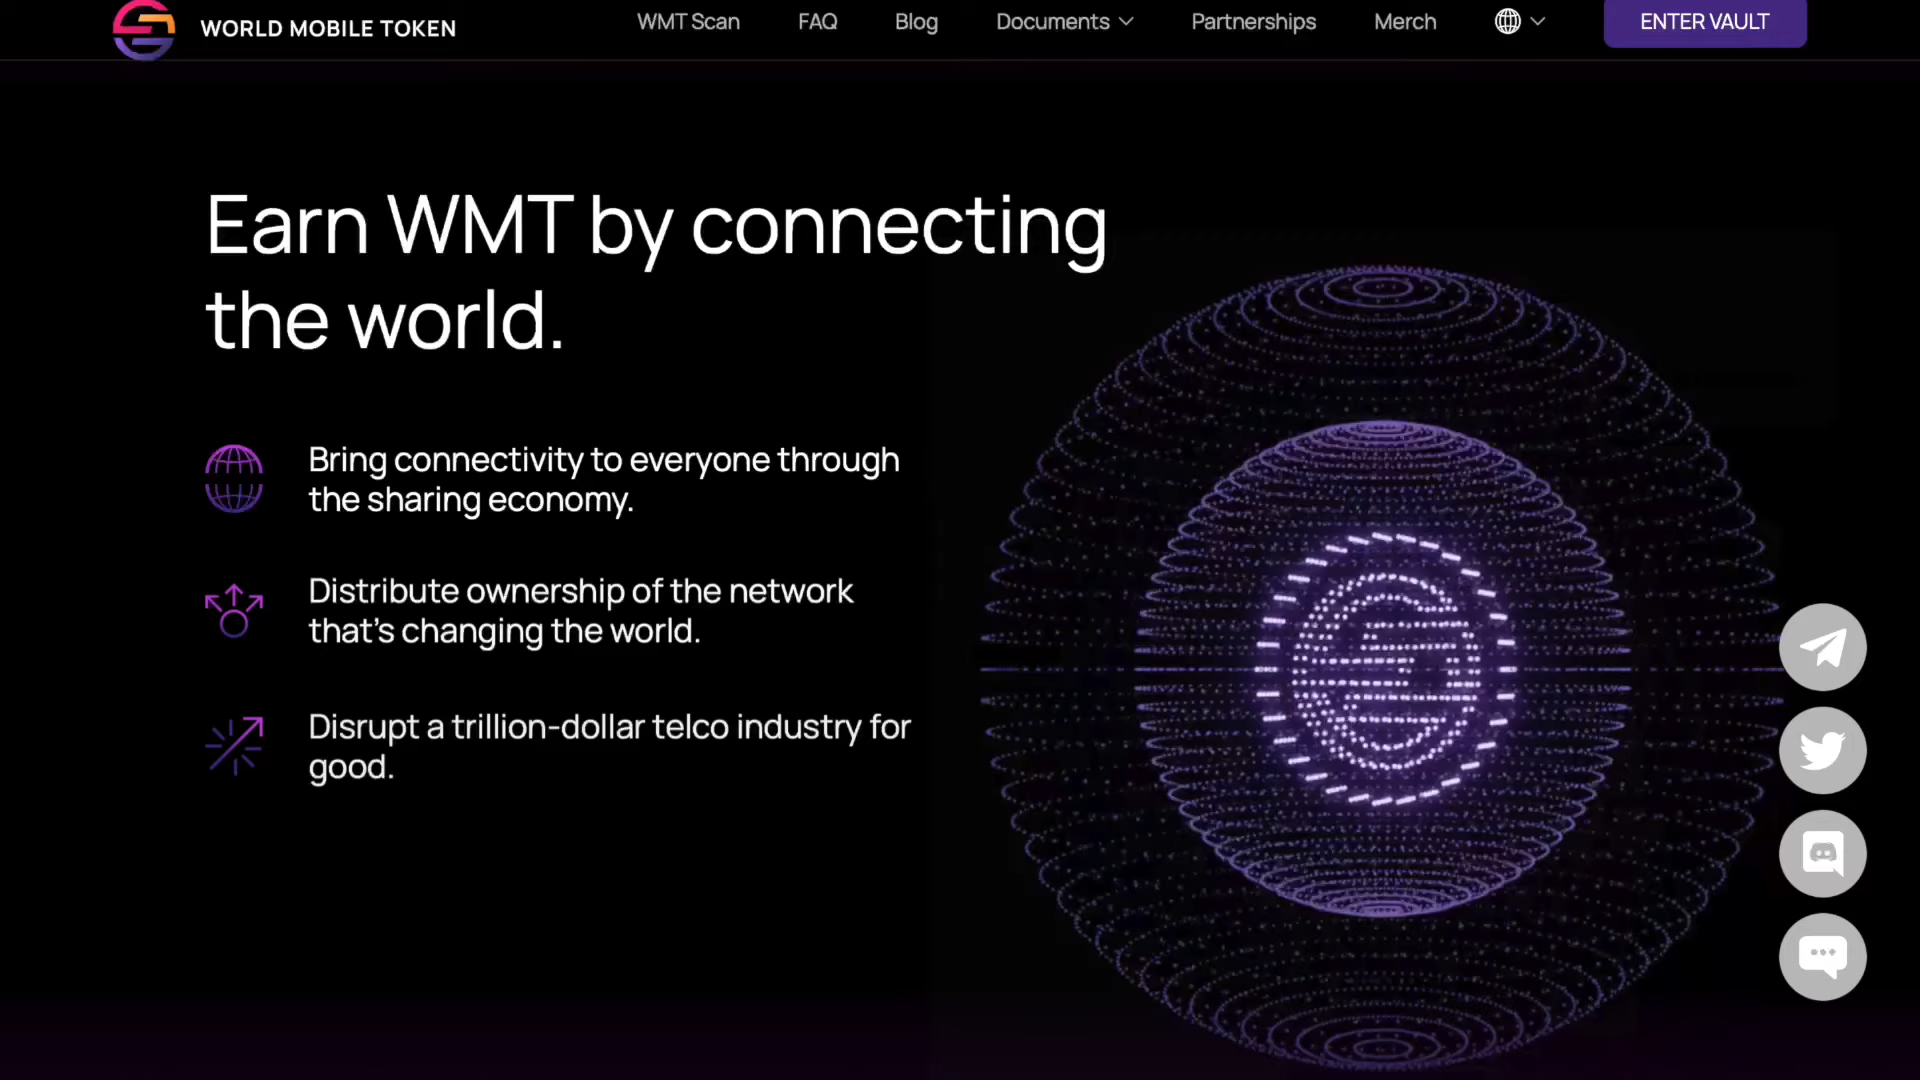 WORLD MOBILE TOKEN
WMT Scan
FAQ
Blog
Documents
Partnerships
Merch
ENTER VAULT
Earn WMT by connecting
the world.
Bring connectivity to everyone through
the sharing economy.
Distribute ownership of the network
that's changing the world.
Disrupt a trillion-dollar telco industry for
good.